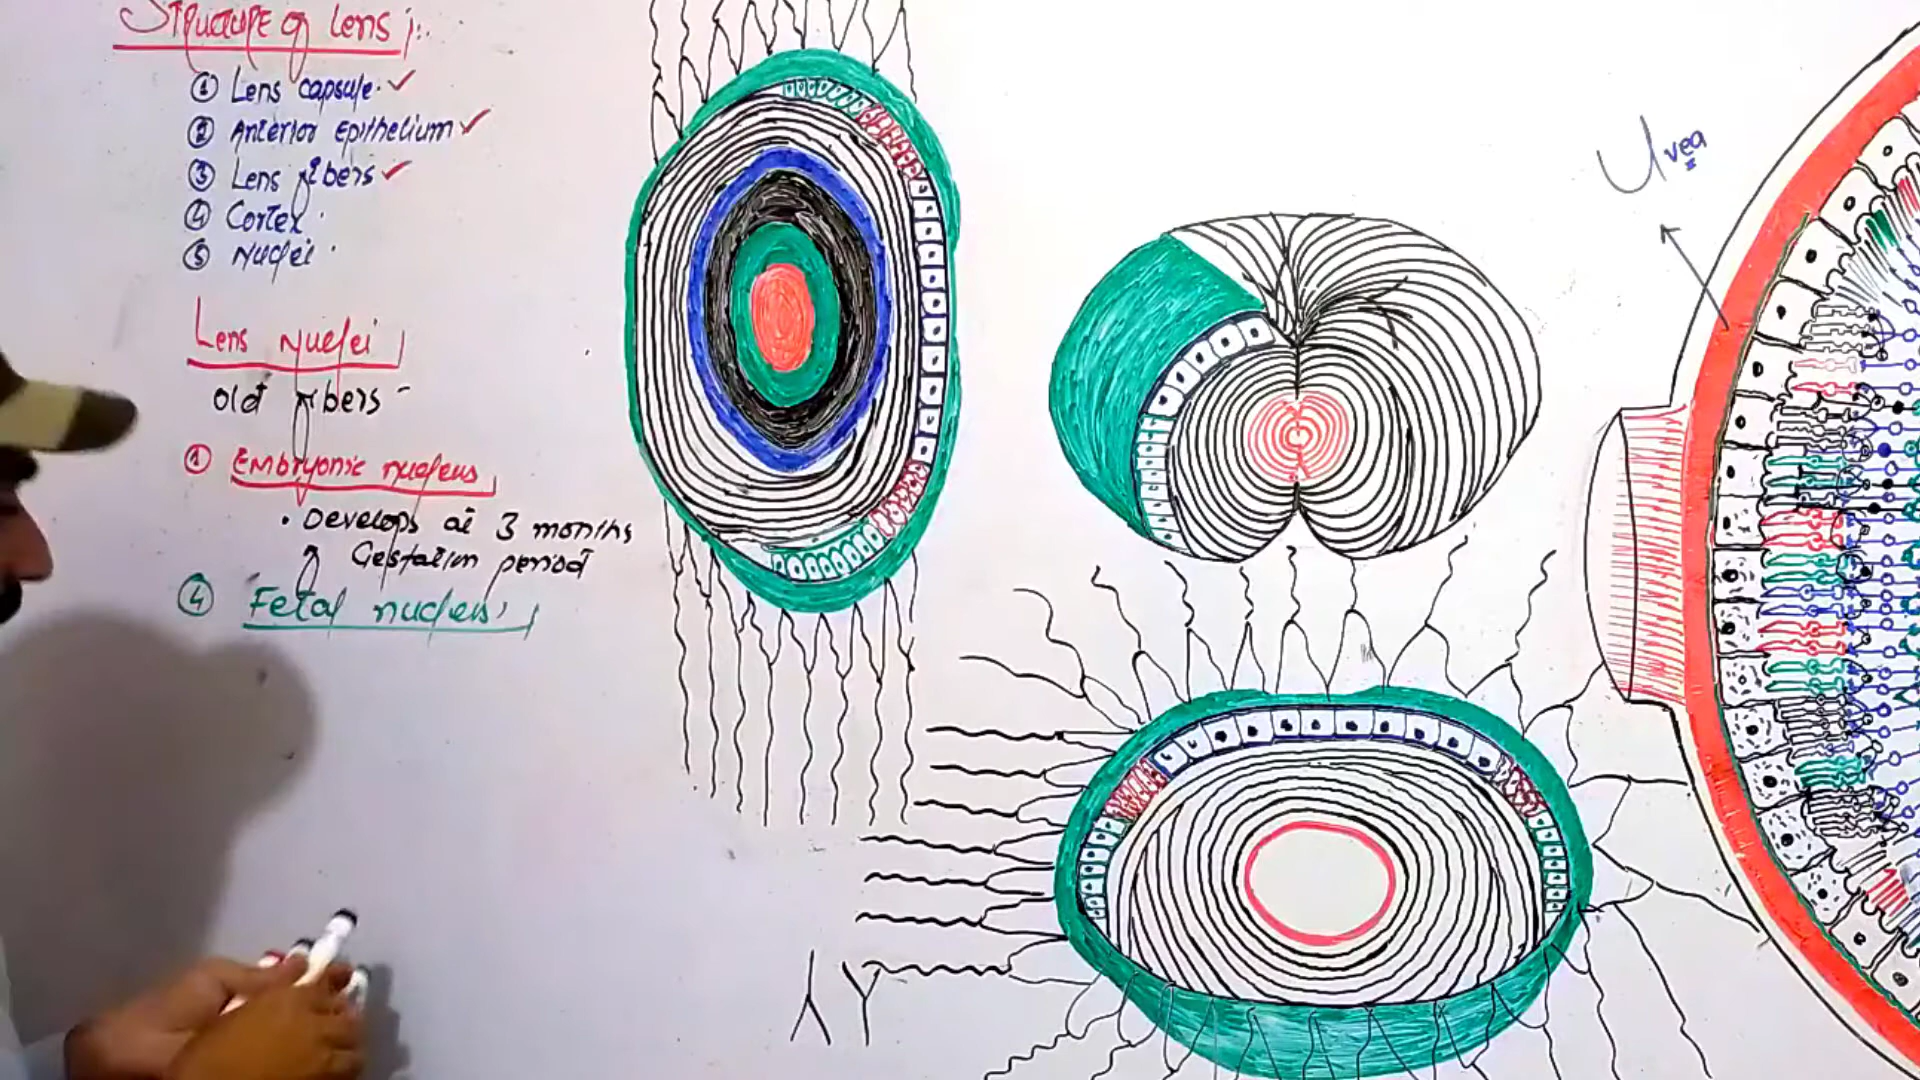 Structure of Lens :-
① Lens capsule. ✓
② Anterior Epithelium ✓
③ Lens fibers ✓
④ Cortex .
⑤ Nuclei .
Lens Nuclei
old fibers -
① Embryonic nucleus
• Develops at 3 months
of Gestation period
④ Fetal nucleus
Uvea